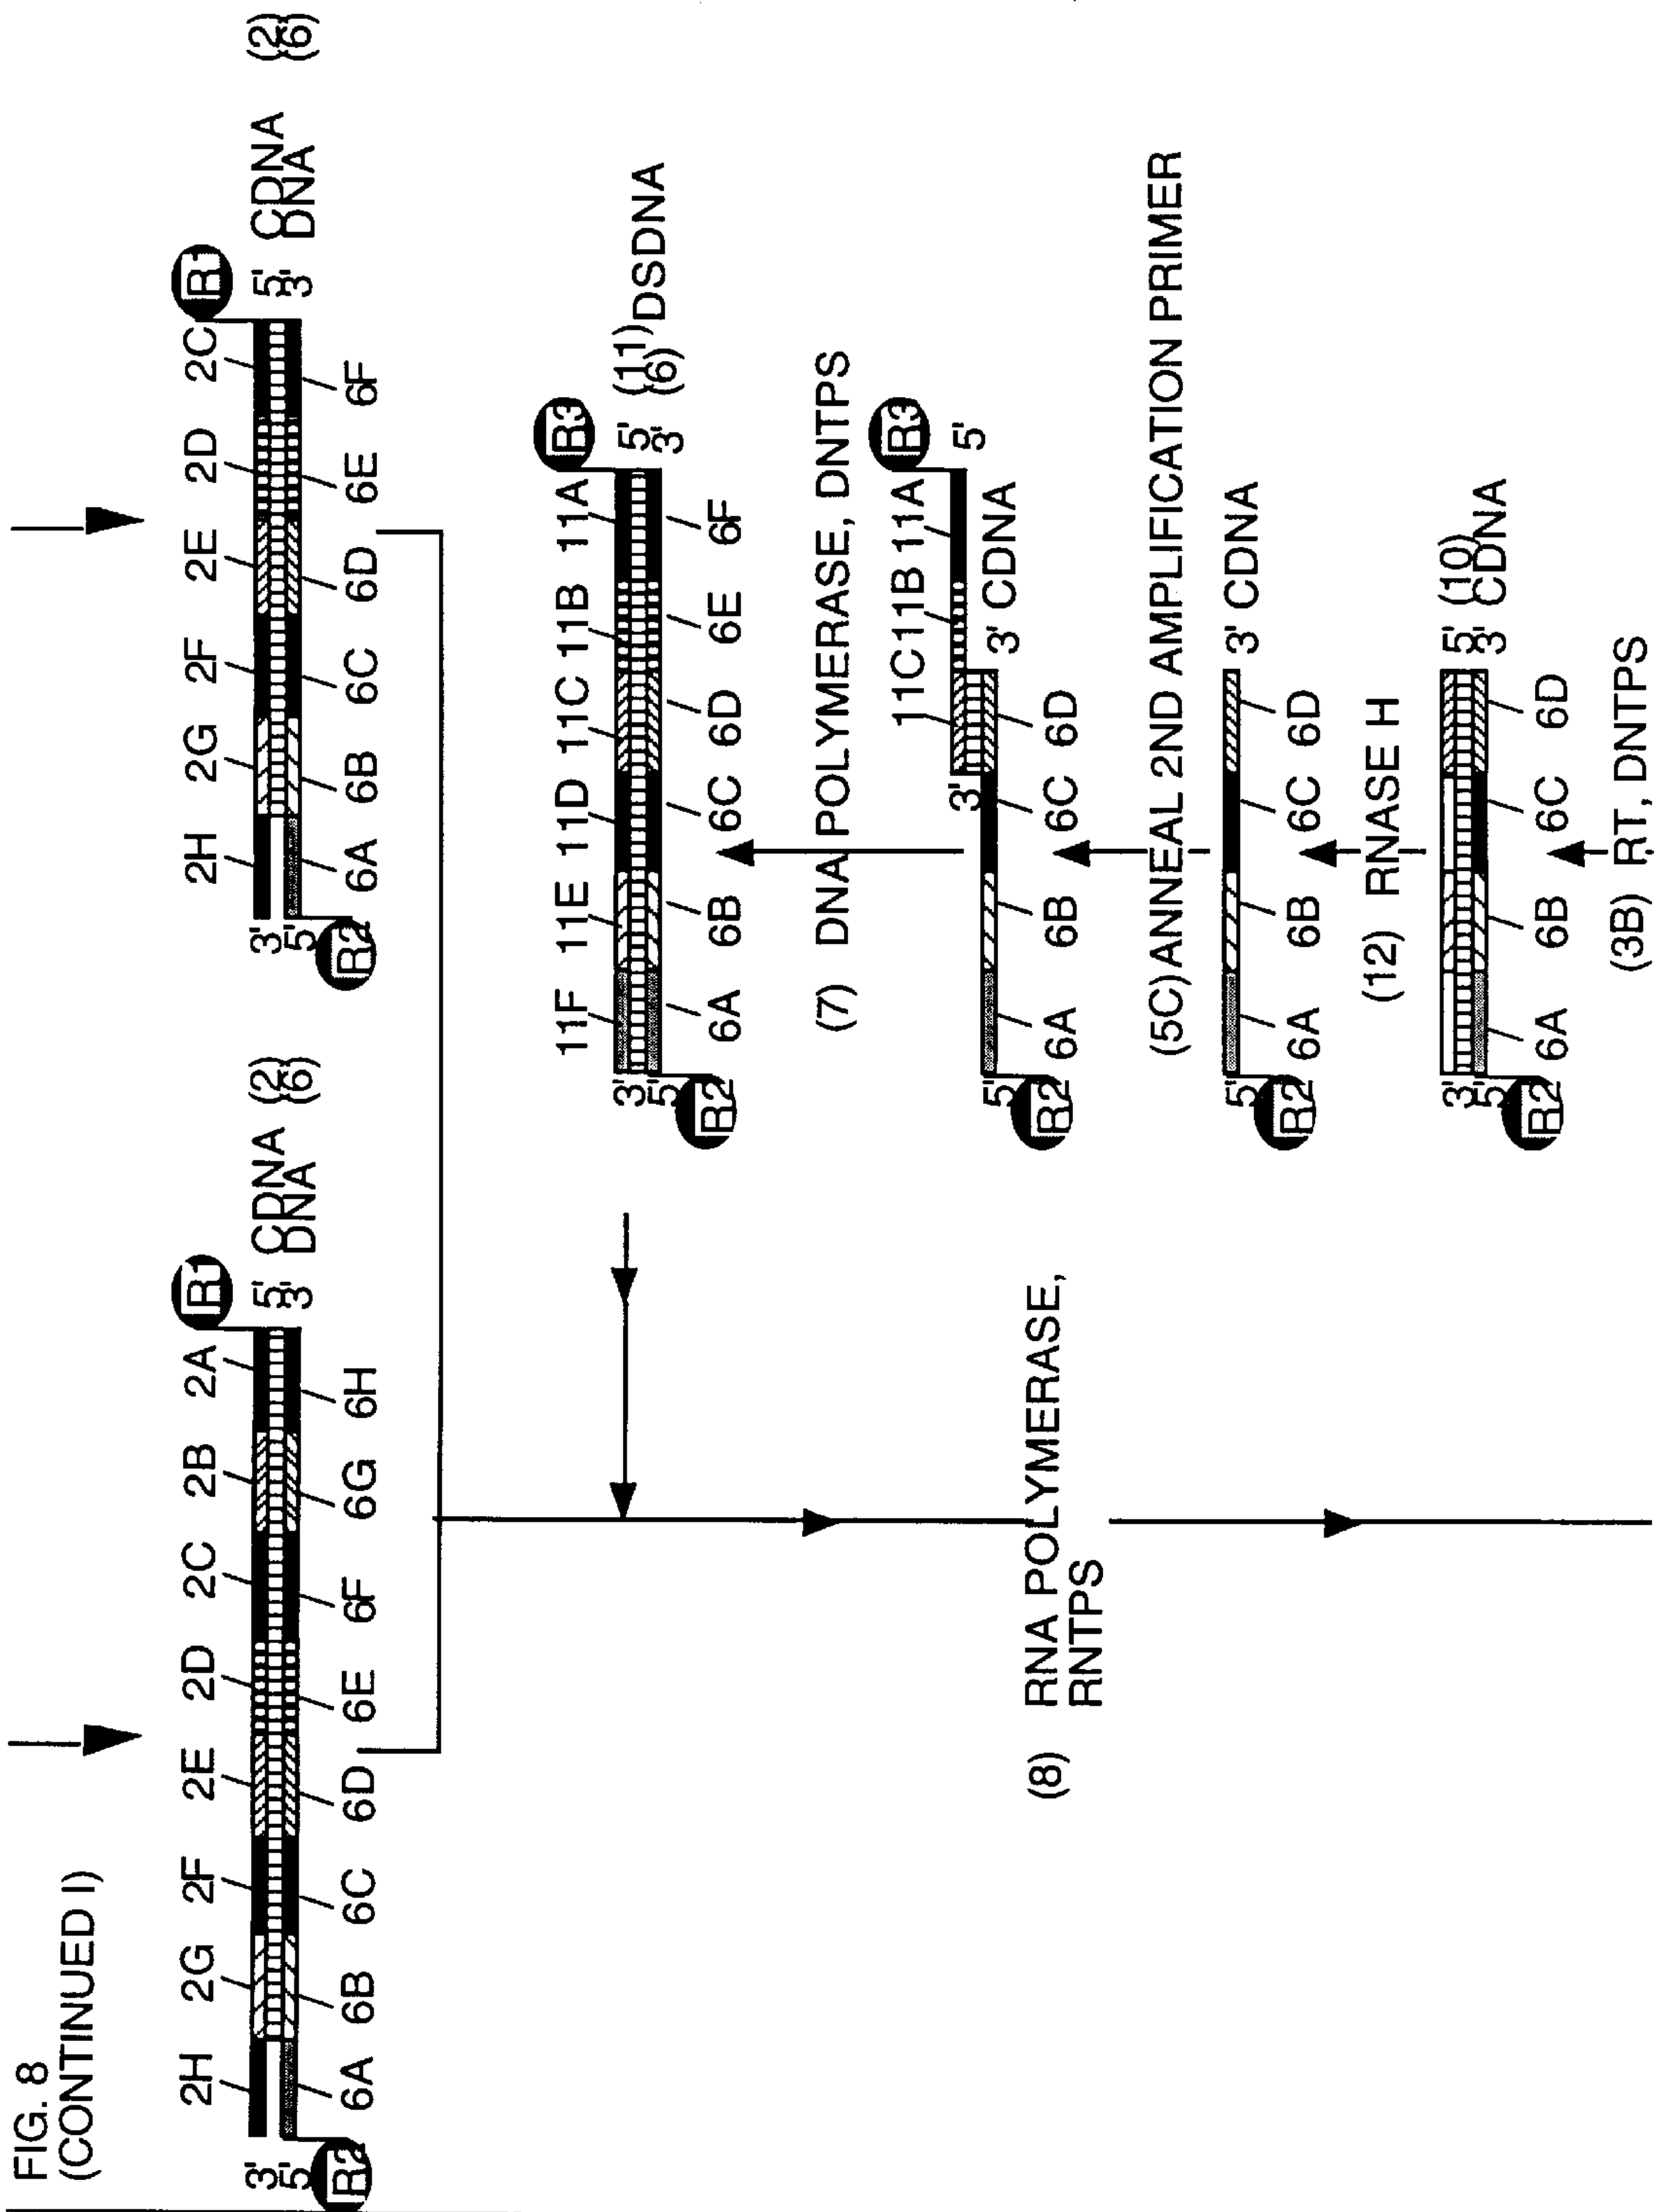 FIG. 8
(CONTINUED I)
2H 2G 2F 2E 2D 2C 2B 2A R1
3' 5' CDNA (2)
5' 3' DNA (6)
R2 6A 6B 6C 6D 6E 6F 6G 6H
2H 2G 2F 2E 2D 2C R1
3' 5' CDNA (2)
5' 3' DNA (6)
R2 6A 6B 6C 6D 6E 6F
11F 11E 11D 11C 11B 11A R3
3' 5' (11)
5' 3' (6) DSDNA
R2 6A 6B 6C 6D 6E 6F
(7) DNA POLYMERASE, DNTPS
11C 11B 11A R3
3' 5'
5' 3' CDNA
R2 6A 6B 6C 6D
(8) RNA POLYMERASE,
RNTPS
(5C) ANNEAL 2ND AMPLIFICATION PRIMER
5' 3' CDNA
R2 6A 6B 6C 6D
(12) RNASE H
3' 5' (10)
5' 3' CDNA
R2 6A 6B 6C 6D
(3B) RT, DNTPS